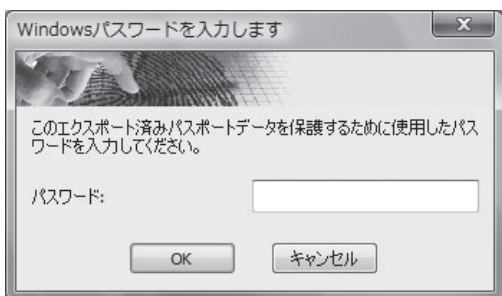 Windowsパスワードを入力します
このエクスポート済みパスポートデータを保護するために使用したパス
ワードを入力してください。
パスワード:
OK
キャンセル